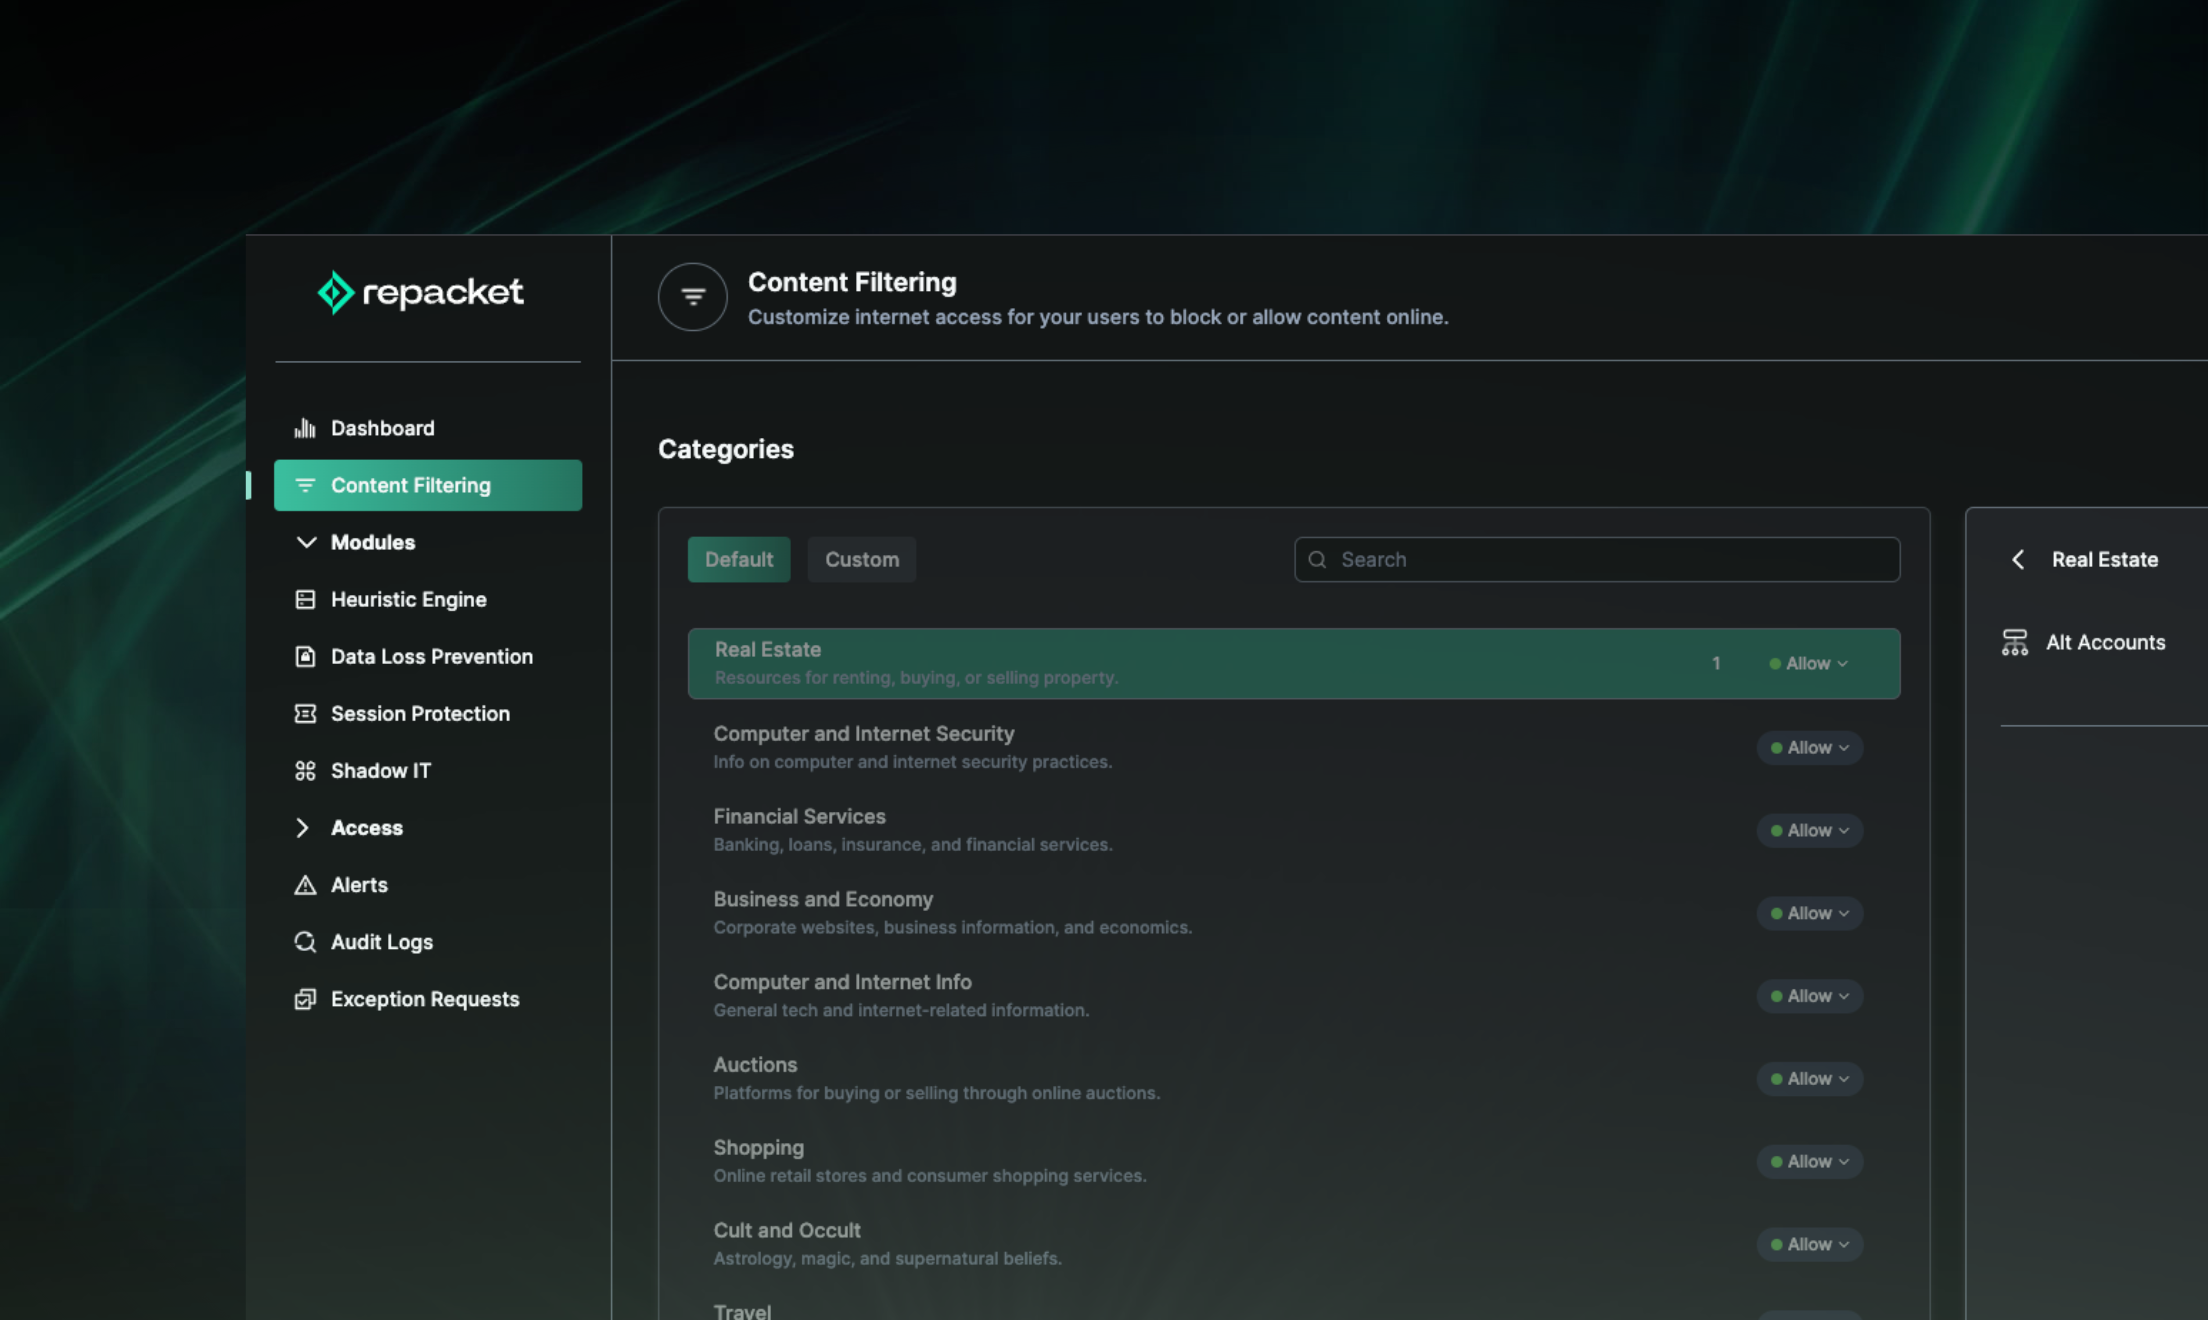 repacket
Content Filtering
Customize internet access for your users to block or allow content online.
Dashboard
Content Filtering
Modules
Heuristic Engine
Data Loss Prevention
Session Protection
Shadow IT
Access
Alerts
Audit Logs
Exception Requests
Categories
Default Custom Search
Real Estate
Resources for renting, buying, or selling property.
1 Allow
Computer and Internet Security
Info on computer and internet security practices.
Allow
Financial Services
Banking, loans, insurance, and financial services.
Allow
Business and Economy
Corporate websites, business information, and economics.
Allow
Computer and Internet Info
General tech and internet-related information.
Allow
Auctions
Platforms for buying or selling through online auctions.
Allow
Shopping
Online retail stores and consumer shopping services.
Allow
Cult and Occult
Astrology, magic, and supernatural beliefs.
Allow
Travel
Real Estate
Alt Accounts